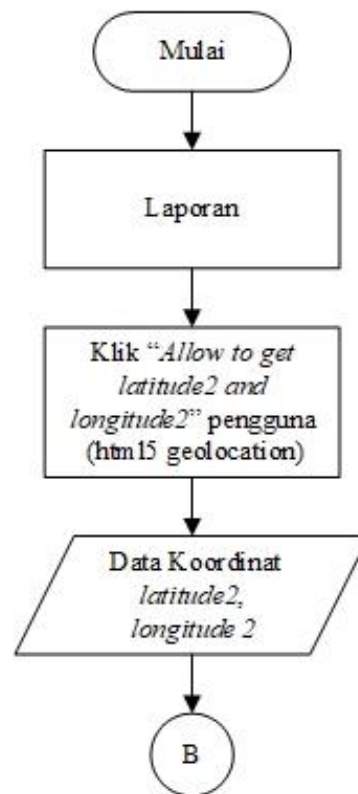 Mulai
Laporan
Klik “Allow to get
latitude2 and
longitude2” pengguna
(html5 geolocation)
Data Koordinat
latitude2,
longitude 2
B